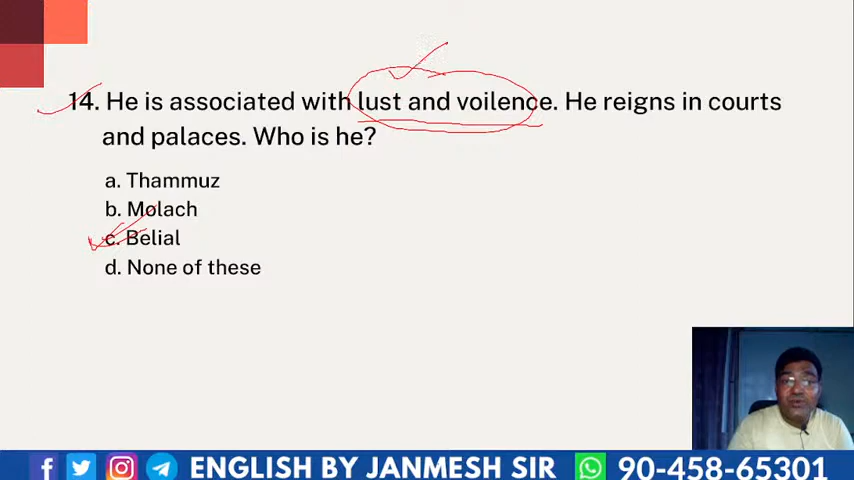 14. He is associated with lust and voilence. He reigns in courts
and palaces. Who is he?
a. Thammuz
b. Molach
c. Belial
d. None of these
ENGLISH BY JANMESH SIR 90-458-65301